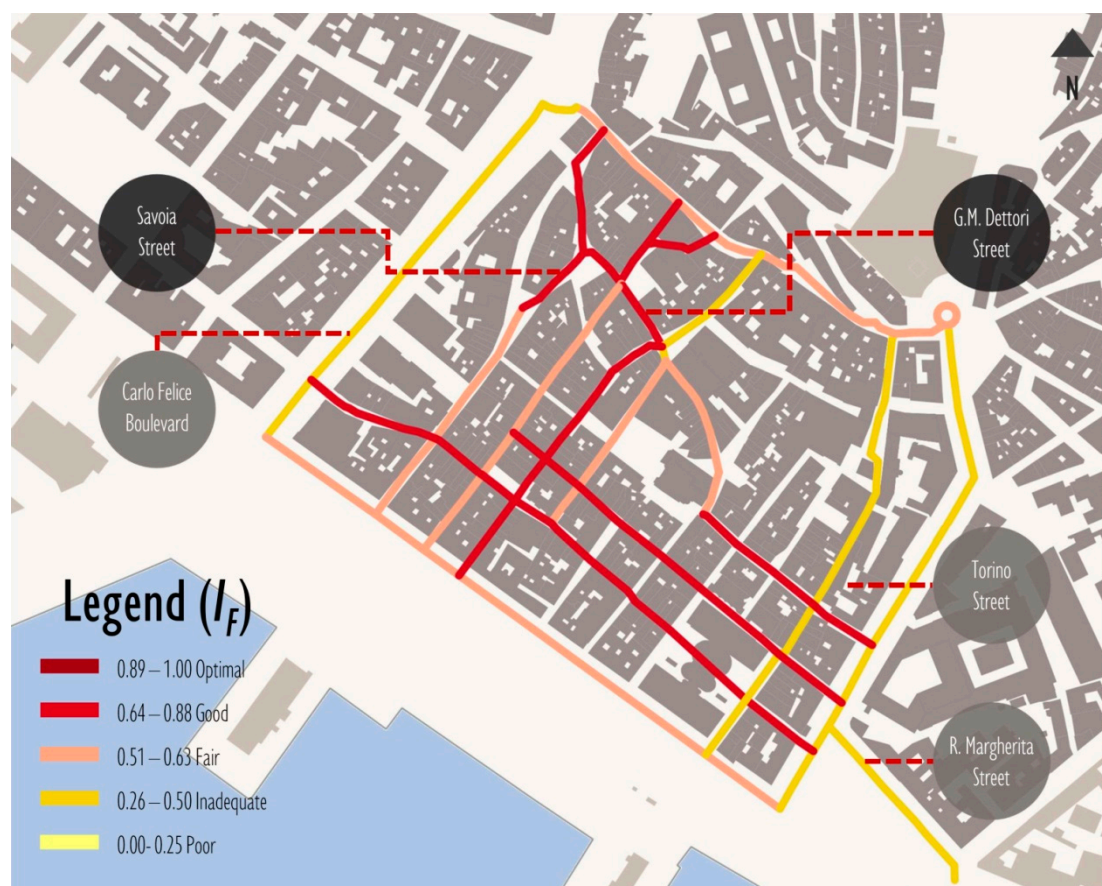 N
Savoia
Street
G.M. Dettori
Street
Carlo Felice
Boulevard
Torino
Street
R. Margherita
Street
Legend (I_F)
0.89 – 1.00 Optimal
0.64 – 0.88 Good
0.51 – 0.63 Fair
0.26 – 0.50 Inadequate
0.00- 0.25 Poor